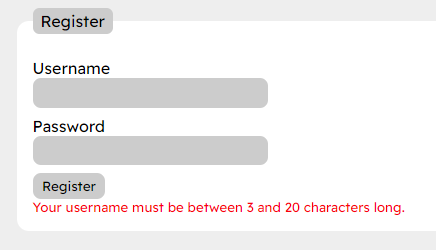 Register
Username
Password
Register
Your username must be between 3 and 20 characters long.